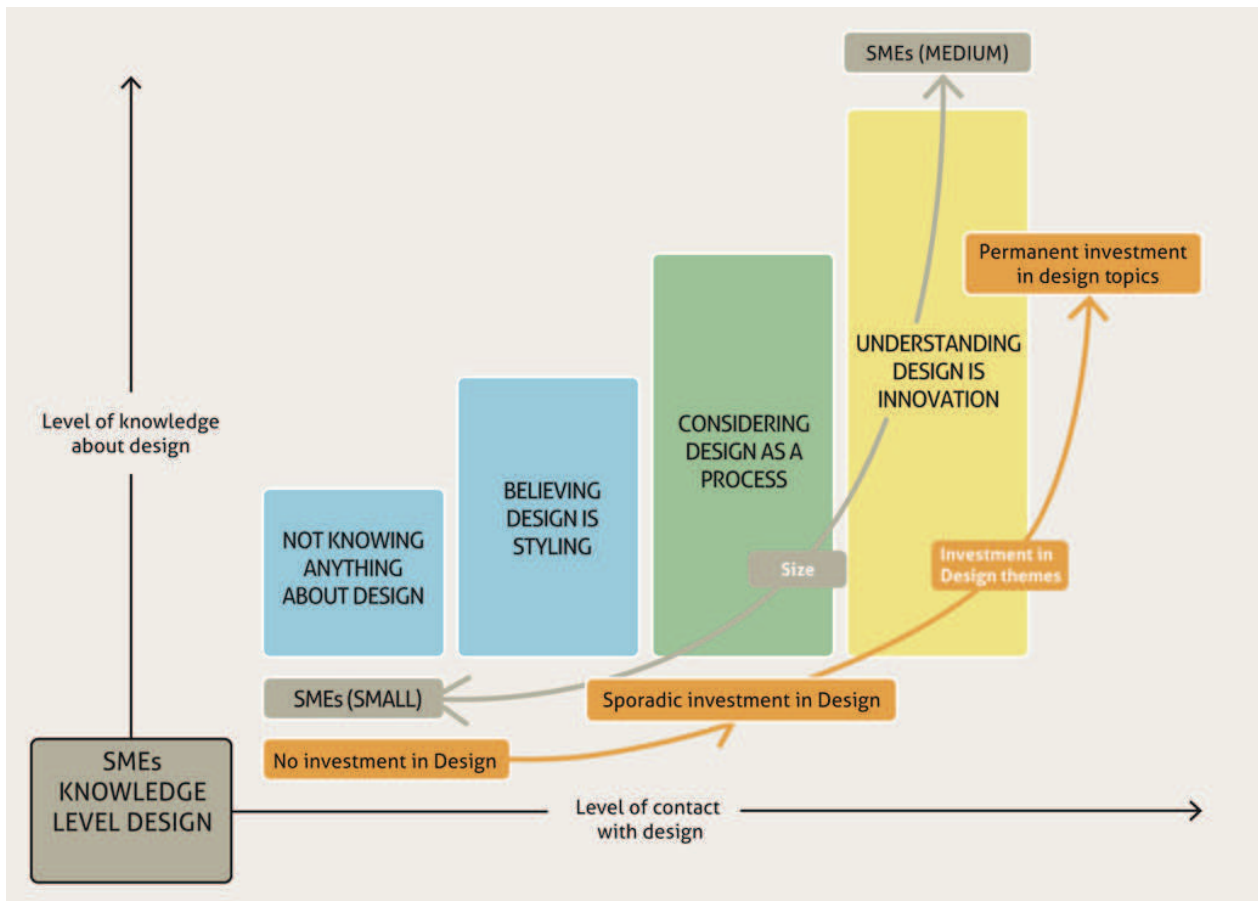 SMEs (MEDIUM)
Permanent investment
in design topics
UNDERSTANDING
DESIGN IS
INNOVATION
Level of knowledge
about design
CONSIDERING
DESIGN AS A
PROCESS
BELIEVING
DESIGN IS
STYLING
NOT KNOWING
ANYTHING
ABOUT DESIGN
Size
Investment in
Design themes
SMEs (SMALL)
Sporadic investment in Design
No investment in Design
SMEs
KNOWLEDGE
LEVEL DESIGN
Level of contact
with design